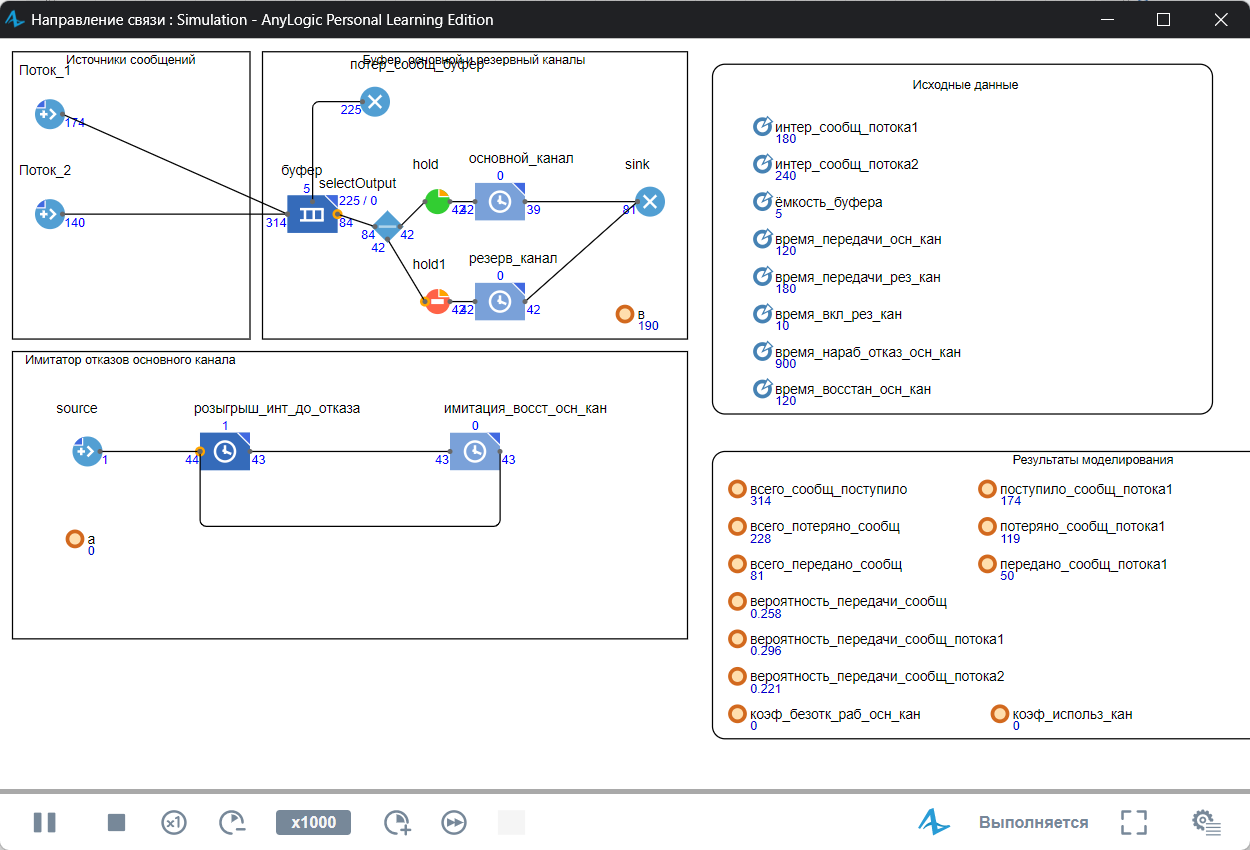 Направление связи : Simulation - AnyLogic Personal Learning Edition
Источники сообщений
Поток_1
174
Поток_2
140
Буфер, основной и резервный каналы
потер_сообщ_буфер
225
буфер
5
314
225 / 0
84
selectOutput
84
42
42
hold
42
hold1
42
основной_канал
0
42
39
резерв_канал
0
42
42
sink
81
в
190
Имитатор отказов основного канала
source
1
розыгрыш_инт_до_отказа
1
44
43
имитация_восст_осн_кан
0
43
43
а
0
Исходные данные
интер_сообщ_потока1
180
интер_сообщ_потока2
240
ёмкость_буфера
5
время_передачи_осн_кан
120
время_передачи_рез_кан
180
время_вкл_рез_кан
10
время_нараб_отказ_осн_кан
900
время_восстан_осн_кан
120
Результаты моделирования
всего_сообщ_поступило
314
поступило_сообщ_потока1
174
всего_потеряно_сообщ
228
потеряно_сообщ_потока1
119
всего_передано_сообщ
81
передано_сообщ_потока1
50
вероятность_передачи_сообщ
0.258
вероятность_передачи_сообщ_потока1
0.296
вероятность_передачи_сообщ_потока2
0.221
коэф_безотк_раб_осн_кан
0
коэф_использ_кан
0
x1
x1000
Выполняется